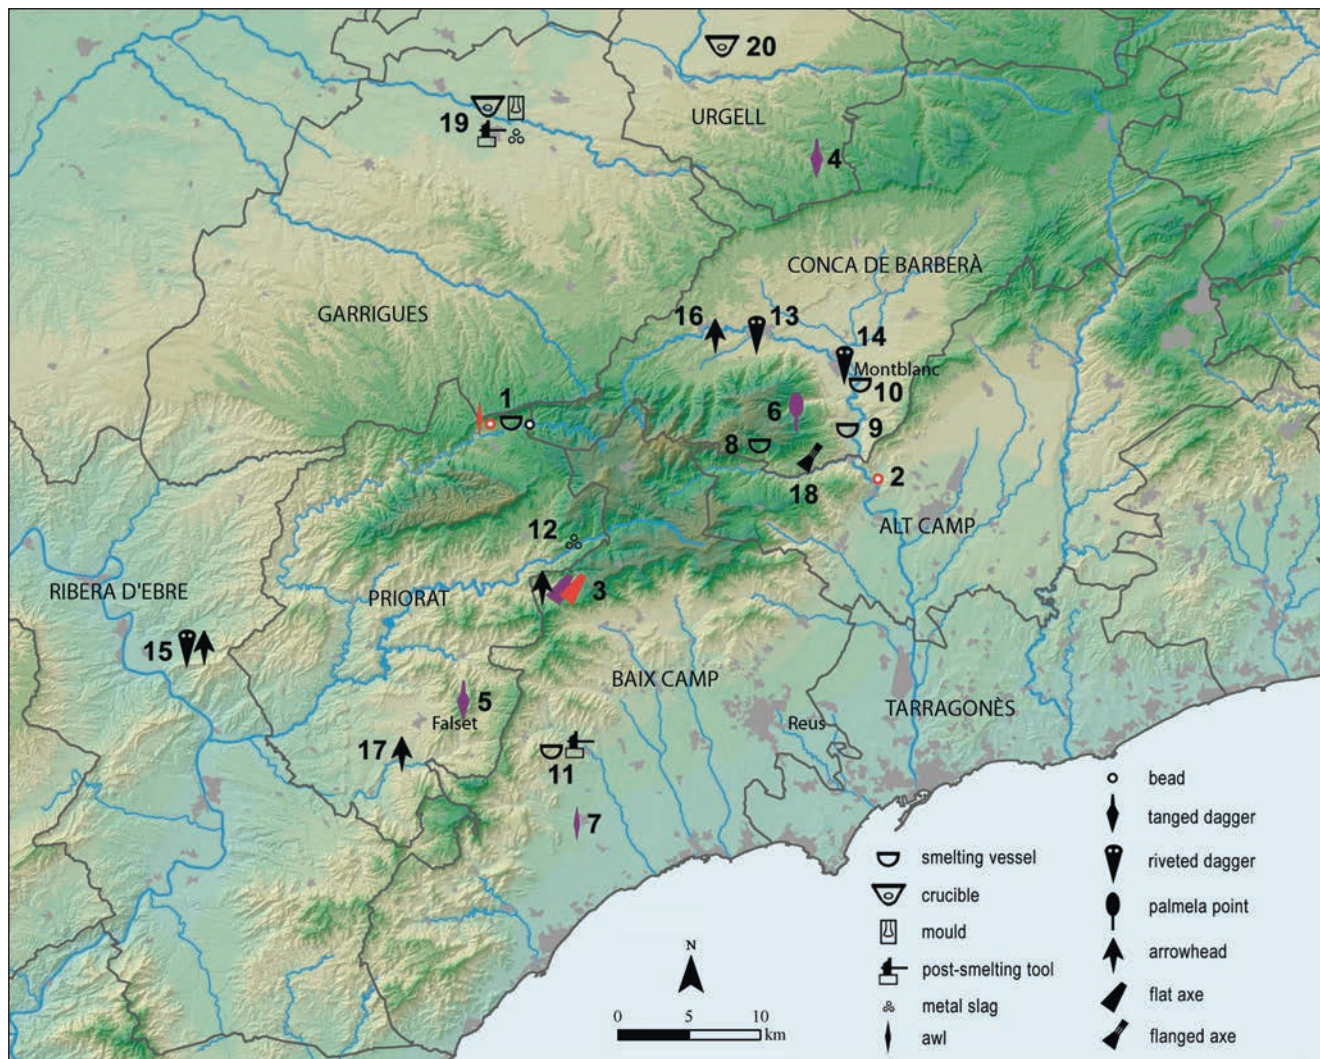 20
19
URGELL
4
CONCA DE BARBERÀ
GARRIGUES
16
13
14
Montblanc
10
1
6
9
8
2
18
ALT CAMP
12
RIBERA D'EBRE
PRIORAT
3
15
BAIX CAMP
5
Falset
TARRAGONÈS
Reus
17
11
7
bead
tanged dagger
smelting vessel
riveted dagger
crucible
palmela point
mould
arrowhead
post-smelting tool
flat axe
metal slag
flanged axe
awl
N
0 5 10
km